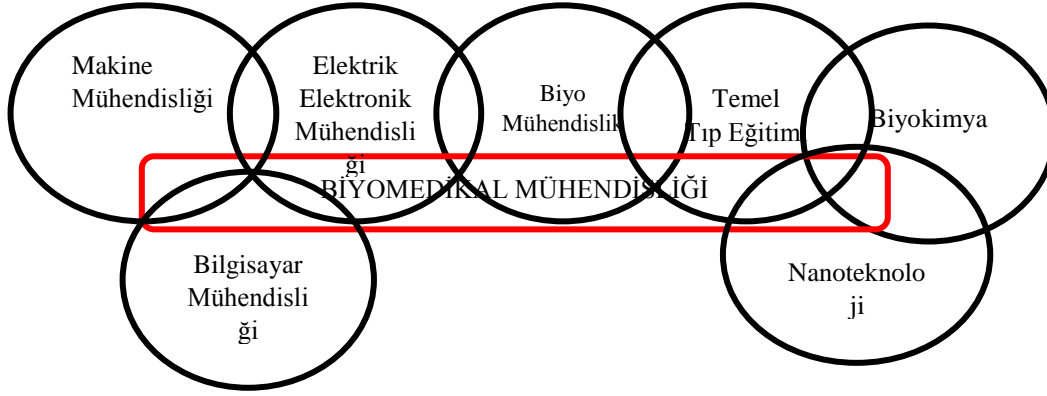 Makine
Mühendisliği
Elektrik
Elektronik
Mühendisli
ği
Biyo
Mühendislik
Temel
Tıp Eğitim
Biyokimya
BİYOMEDİKAL MÜHENDİSLİĞİ
Bilgisayar
Mühendisli
ği
Nanoteknolo
ji